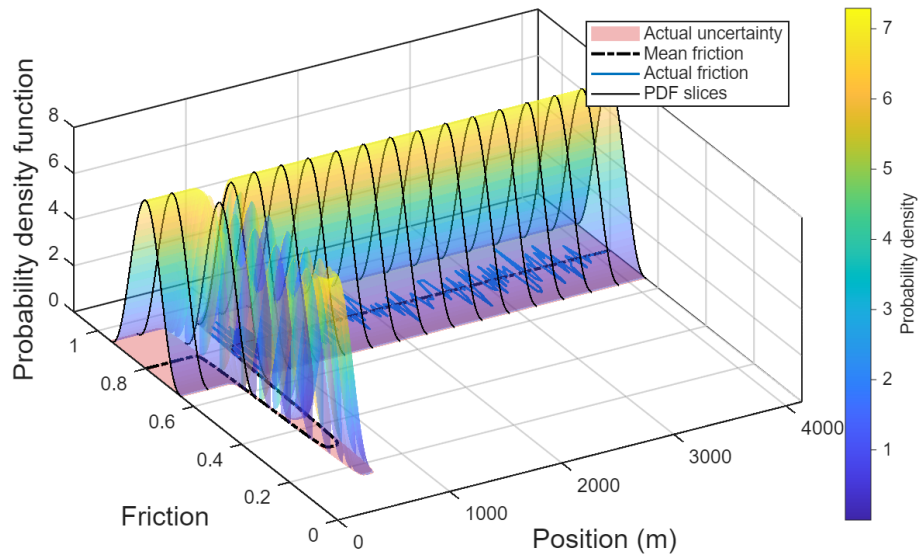 Actual uncertainty
Mean friction
Actual friction
PDF slices
Probability density function
8
6
4
2
0
1
0.8
0.6
0.4
0.2
0
Friction
0
1000
2000
3000
4000
Position (m)
7
6
5
4
3
2
1
Probability density